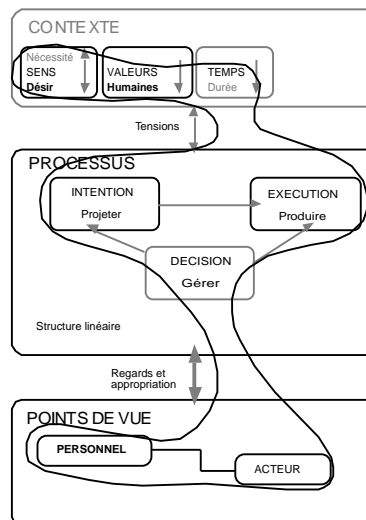 CONTEXTE
Nécessité
SENS
Désir
VALEURS
Humaines
TEMPS
Durée
Tensions
PROCESSUS
INTENTION
Projeter
EXECUTION
Produire
DECISION
Gérer
Structure linéaire
Regards et
appropriation
POINTS DE VUE
PERSONNEL
ACTEUR